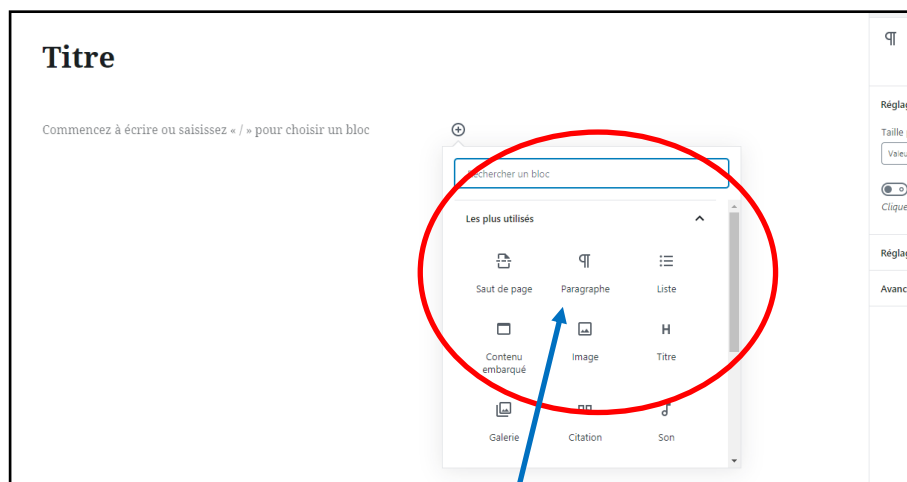 Titre
Commencez à écrire ou saisissez « / » pour choisir un bloc
Rechercher un bloc
Les plus utilisés
Saut de page
Paragraphe
Liste
Contenu
embarqué
Image
H
Titre
Galerie
Citation
Son
Réglag
Taille
Valeu
Clique
Réglag
Avanc